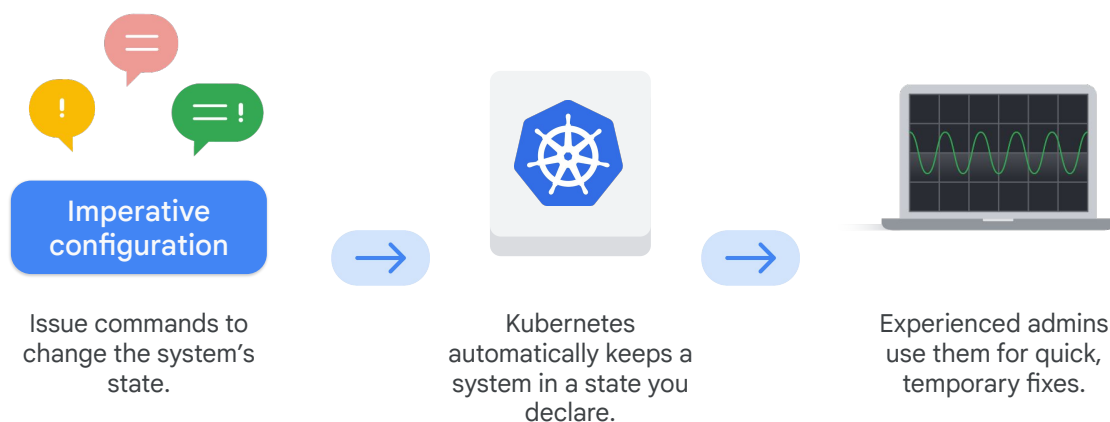 !
!
Imperative
configuration
Issue commands to
change the system’s
state.
Kubernetes
automatically keeps a
system in a state you
declare.
Experienced admins
use them for quick,
temporary fixes.